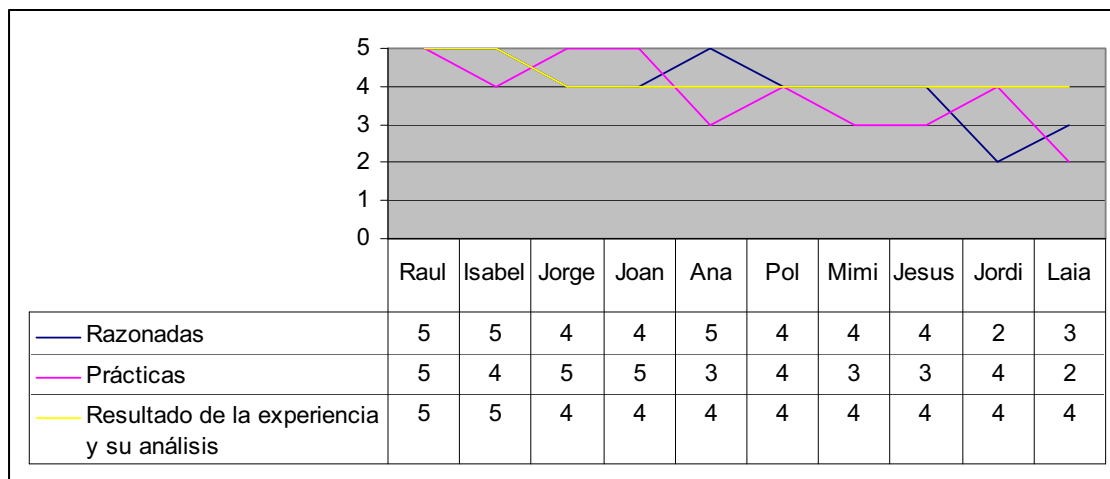 5
4
3
2
1
0
Raul Isabel Jorge Joan Ana Pol Mimi Jesus Jordi Laia
Razonadas 5 5 4 4 5 4 4 4 2 3
Prácticas 5 4 5 5 3 4 3 3 4 2
Resultado de la experiencia
y su análisis 5 5 4 4 4 4 4 4 4 4